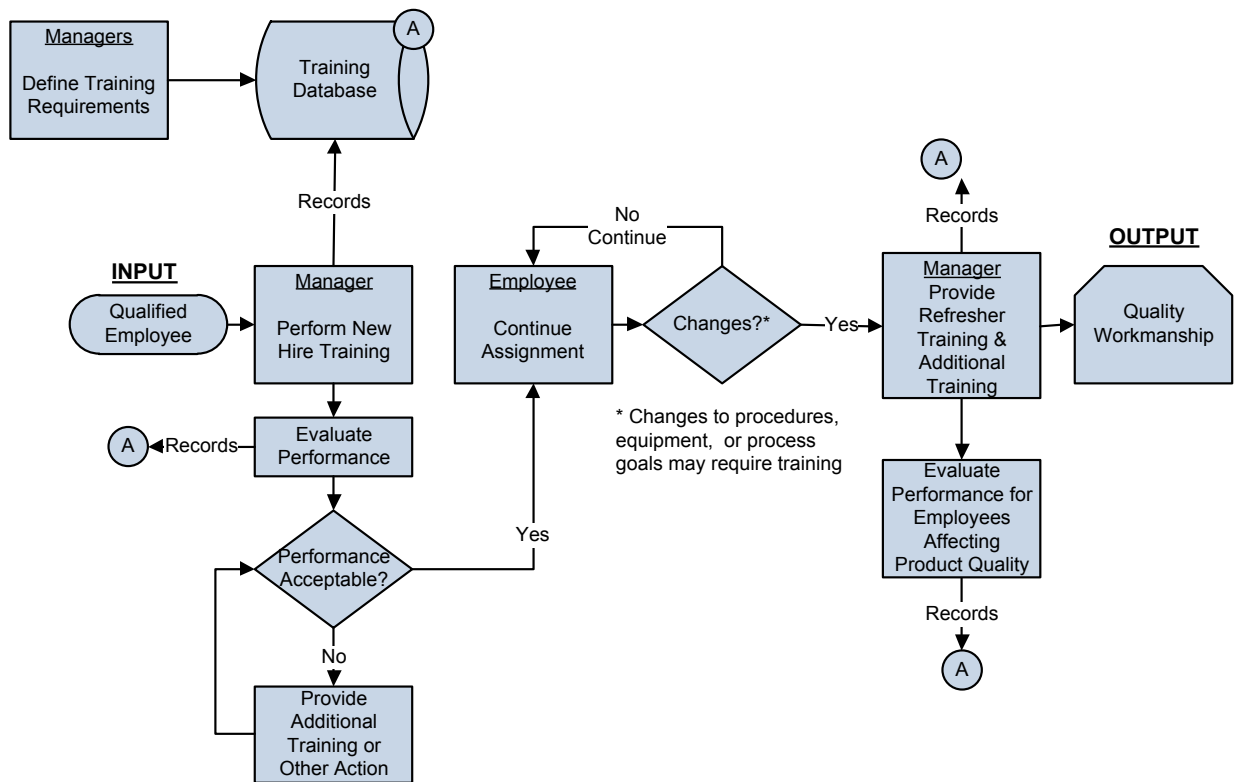 Managers
Define Training
Requirements
A
Training
Database
Records
INPUT
Qualified
Employee
Manager
Perform New
Hire Training
A
Records
Evaluate
Performance
Performance
Acceptable?
Yes
No
Provide
Additional
Training or
Other Action
No
Continue
Employee
Continue
Assignment
Changes?*
Yes
* Changes to procedures,
equipment,  or process
goals may require training
A
Records
Manager
Provide
Refresher
Training &
Additional
Training
OUTPUT
Quality
Workmanship
Evaluate
Performance for
Employees
Affecting
Product Quality
Records
A